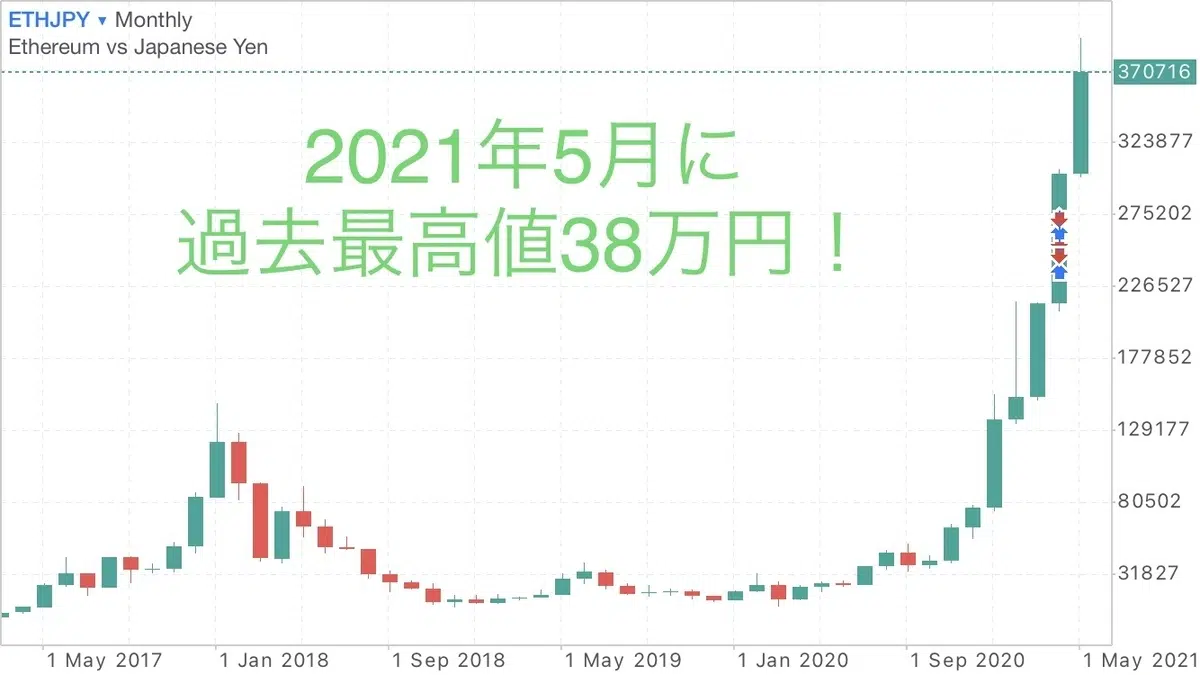 ETHJPY ▼ Monthly
Ethereum vs Japanese Yen
2021年5月に
過去最高値38万円！
370716
323877
275202
226527
177852
129177
80502
31827
1 May 2017
1 Jan 2018
1 Sep 2018
1 May 2019
1 Jan 2020
1 Sep 2020
1 May 2021